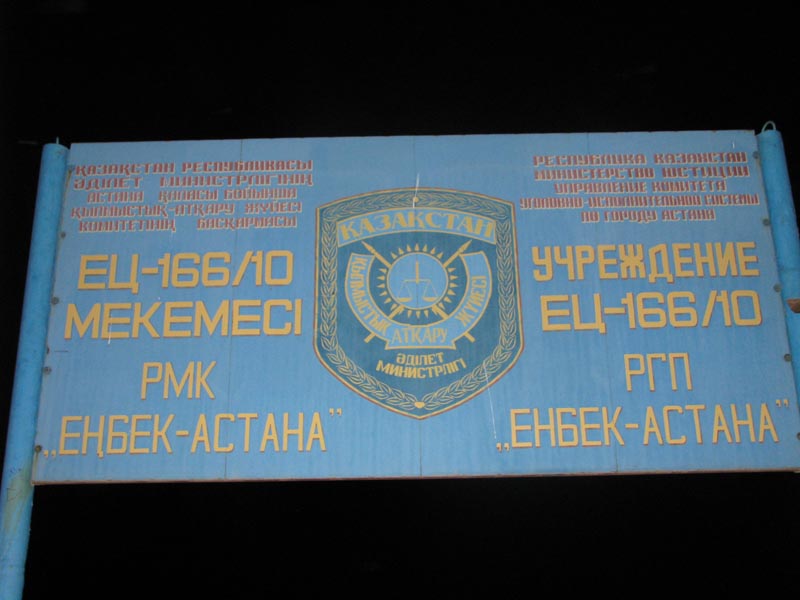 ҚАЗАҚСТАН РЕСПУБЛИКАСЫ
ӘДІЛЕТ МИНИСТРЛІГІНІҢ
АСТАНА ҚАЛАСЫ БОЙЫНША
ҚЫЛМЫСТЫҚ-АТҚАРУ ЖҮЙЕСІ
КОМИТЕТІНІҢ БАСҚАРМАСЫ
ЕЦ-166/10
МЕКЕМЕСІ
РМК
„ЕҢБЕК-АСТАНА”
ҚАЗАҚСТАН
ҚЫЛМЫСТЫҚ АТҚАРУ ЖҮЙЕСІ
ӘДІЛЕТ
МИНИСТРЛІГІ
РЕСПУБЛИКА КАЗАХСТАН
МИНИСТЕРСТВО ЮСТИЦИИ
УПРАВЛЕНИЕ КОМИТЕТА
УГОЛОВНО-ИСПОЛНИТЕЛЬНОЙ СИСТЕМЫ
ПО ГОРОДУ АСТАНА
УЧРЕЖДЕНИЕ
ЕЦ-166/10
РГП
„ЕНБЕК-АСТАНА”